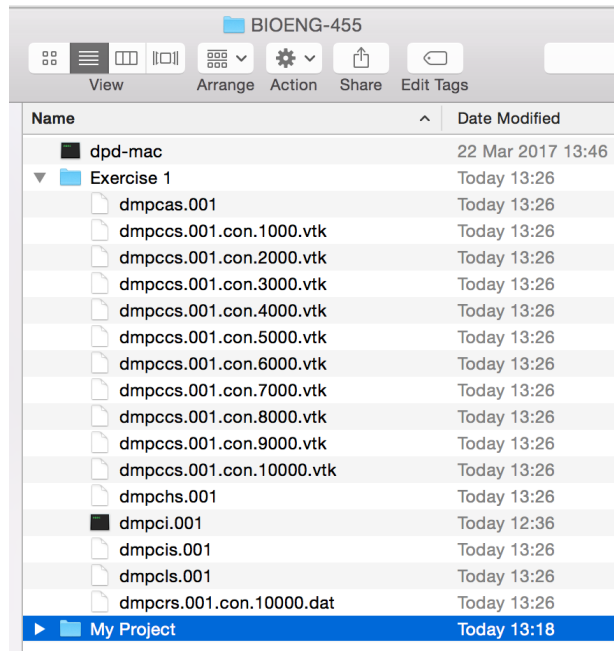 BIOENG-455
View Arrange Action Share Edit Tags
Name Date Modified
dpd-mac 22 Mar 2017 13:46
Exercise 1 Today 13:26
dmpcas.001 Today 13:26
dmpccs.001.con.1000.vtk Today 13:26
dmpccs.001.con.2000.vtk Today 13:26
dmpccs.001.con.3000.vtk Today 13:26
dmpccs.001.con.4000.vtk Today 13:26
dmpccs.001.con.5000.vtk Today 13:26
dmpccs.001.con.6000.vtk Today 13:26
dmpccs.001.con.7000.vtk Today 13:26
dmpccs.001.con.8000.vtk Today 13:26
dmpccs.001.con.9000.vtk Today 13:26
dmpccs.001.con.10000.vtk Today 13:26
dmpchs.001 Today 13:26
dmpci.001 Today 12:36
dmpcis.001 Today 13:26
dmpcls.001 Today 13:26
dmpcrs.001.con.10000.dat Today 13:26
My Project Today 13:18